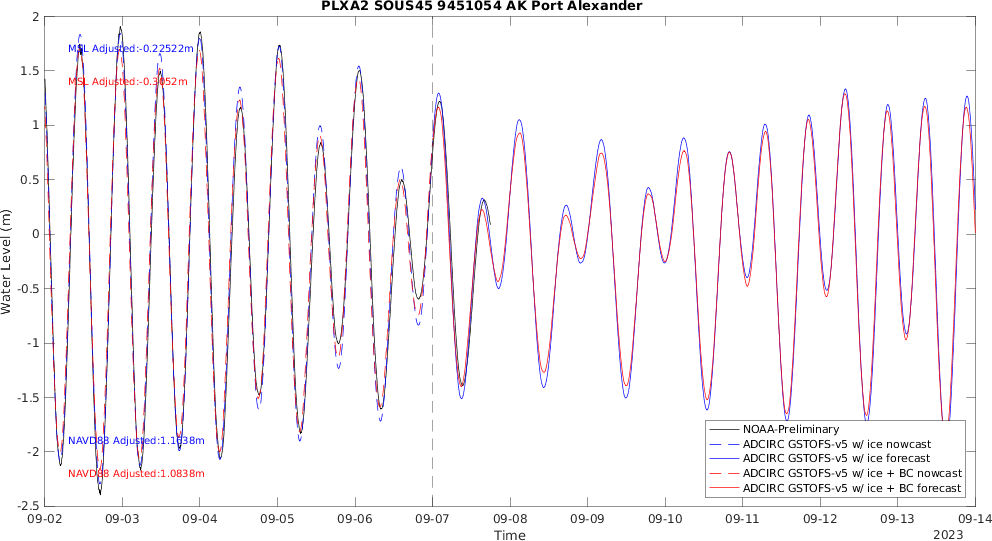 PLXA2 SOUS45 9451054 AK Port Alexander
2
1.5
1
0.5
0
-0.5
-1
-1.5
-2
-2.5
Water Level (m)
MSL Adjusted:-0.22522m
MSL Adjusted:-0.3052m
NAVD88 Adjusted:1.1638m
NAVD88 Adjusted:1.0838m
NOAA-Preliminary
ADCIRC GSTOFS-v5 w/ ice nowcast
ADCIRC GSTOFS-v5 w/ ice forecast
ADCIRC GSTOFS-v5 w/ ice + BC nowcast
ADCIRC GSTOFS-v5 w/ ice + BC forecast
09-02 09-03 09-04 09-05 09-06 09-07 09-08 09-09 09-10 09-11 09-12 09-13 09-14
Time
2023